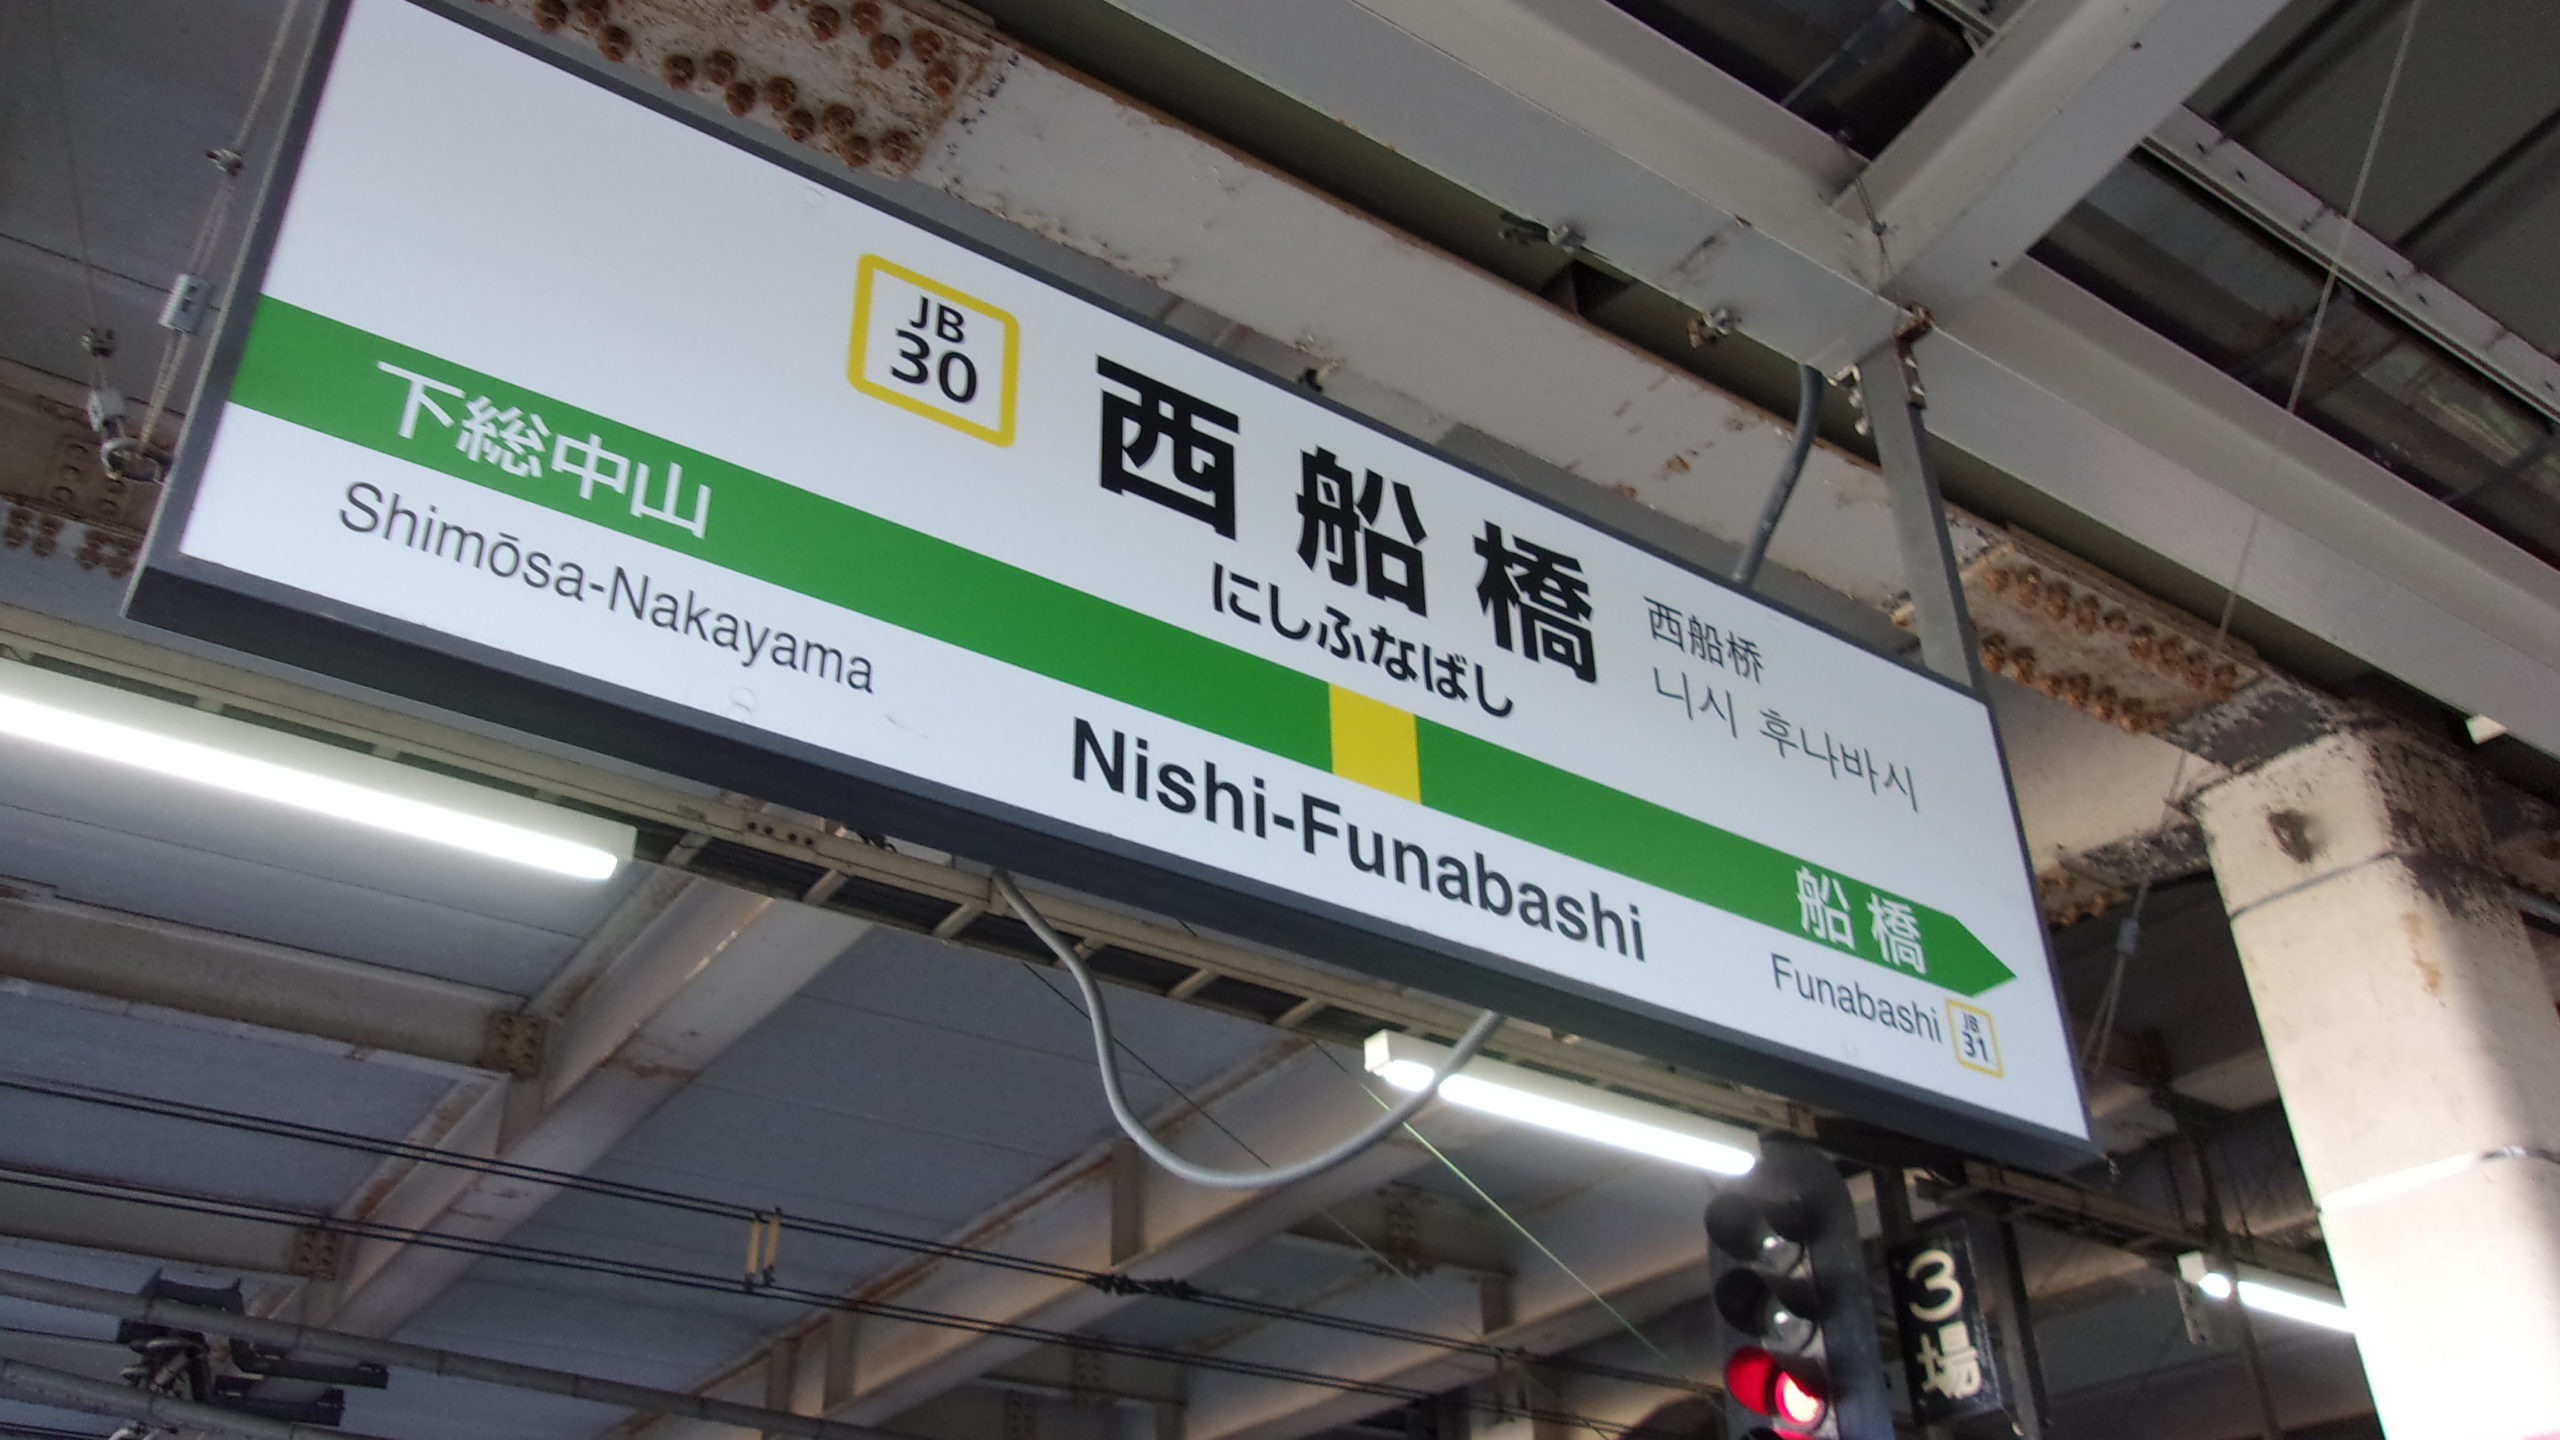 JB
30
西船橋
にしふなばし
西船桥
니시 후나바시
下総中山
Shimōsa-Nakayama
Nishi-Funabashi
船橋
Funabashi
JB
31
3
場